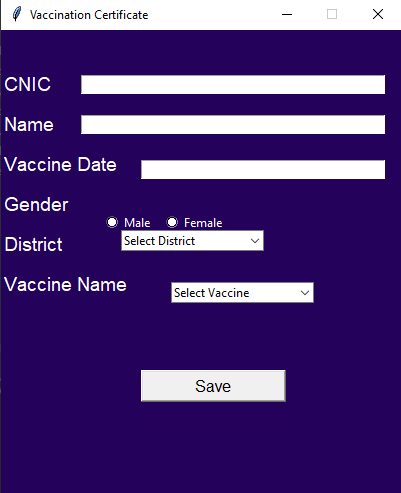 Vaccination Certificate
CNIC
Name
Vaccine Date
Gender
Male Female
District Select District
Vaccine Name Select Vaccine
Save